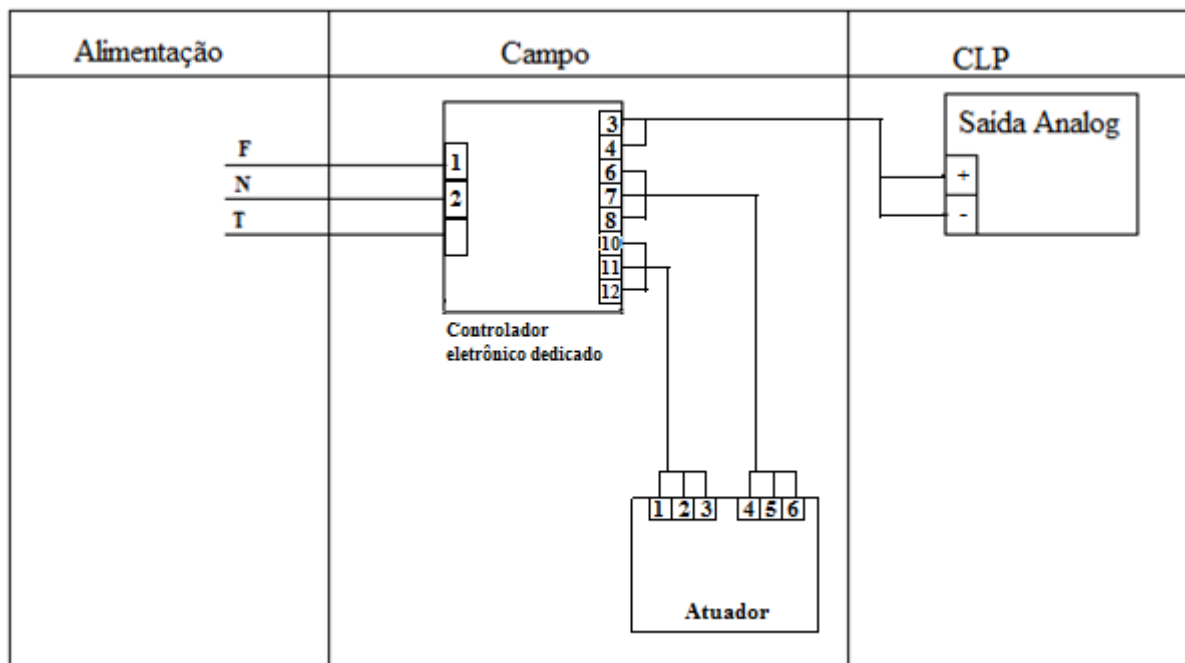 Alimentação
Campo
CLP
F
N
T
1
2
3
4
6
7
8
10
11
12
Controlador
eletrônico dedicado
Saída Analog
+
-
1 2 3 4 5 6
Atuador